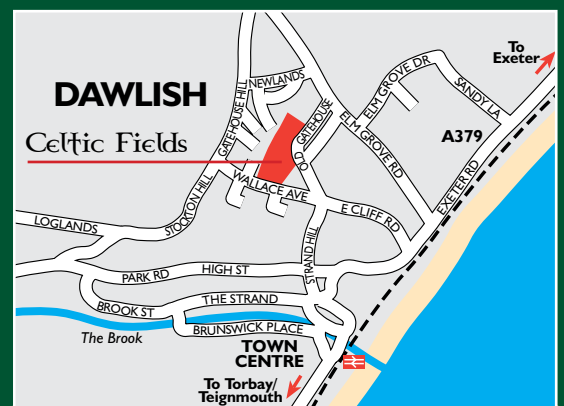 To
Exeter
NEWLANDS
ELM GROVE DR
SANDY LA
DAWLISH
GATEHOUSE HILL
OLD GATEHOUSE
ELM GROVE RD
A379
Celtic Fields
EXETER RD
WALLACE AVE
STOCKTON HILL
E CLIFF RD
LOGLANDS
STRAND HILL
PARK RD
HIGH ST
BROOK ST
THE STRAND
The Brook
BRUNSWICK PLACE
TOWN
CENTRE
To Torbay/
Teignmouth